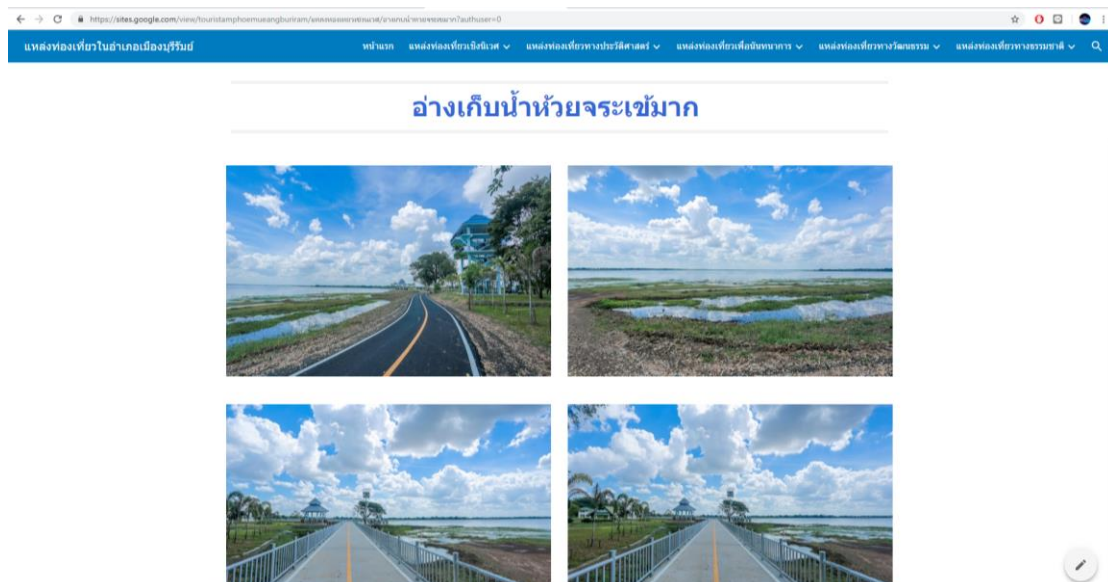 https://sites.google.com/view/touristamphoemueangburiram/
แหล่งท่องเที่ยวในอำเภอเมืองบุรีรัมย์ หน้าแรก แหล่งท่องเที่ยวเชิงนิเวศ แหล่งท่องเที่ยวทางประวัติศาสตร์ แหล่งท่องเที่ยวเพื่อนันทนาการ แหล่งท่องเที่ยวทางวัฒนธรรม แหล่งท่องเที่ยวทางธรรมชาติ
อ่างเก็บน้ำห้วยจระเข้มาก